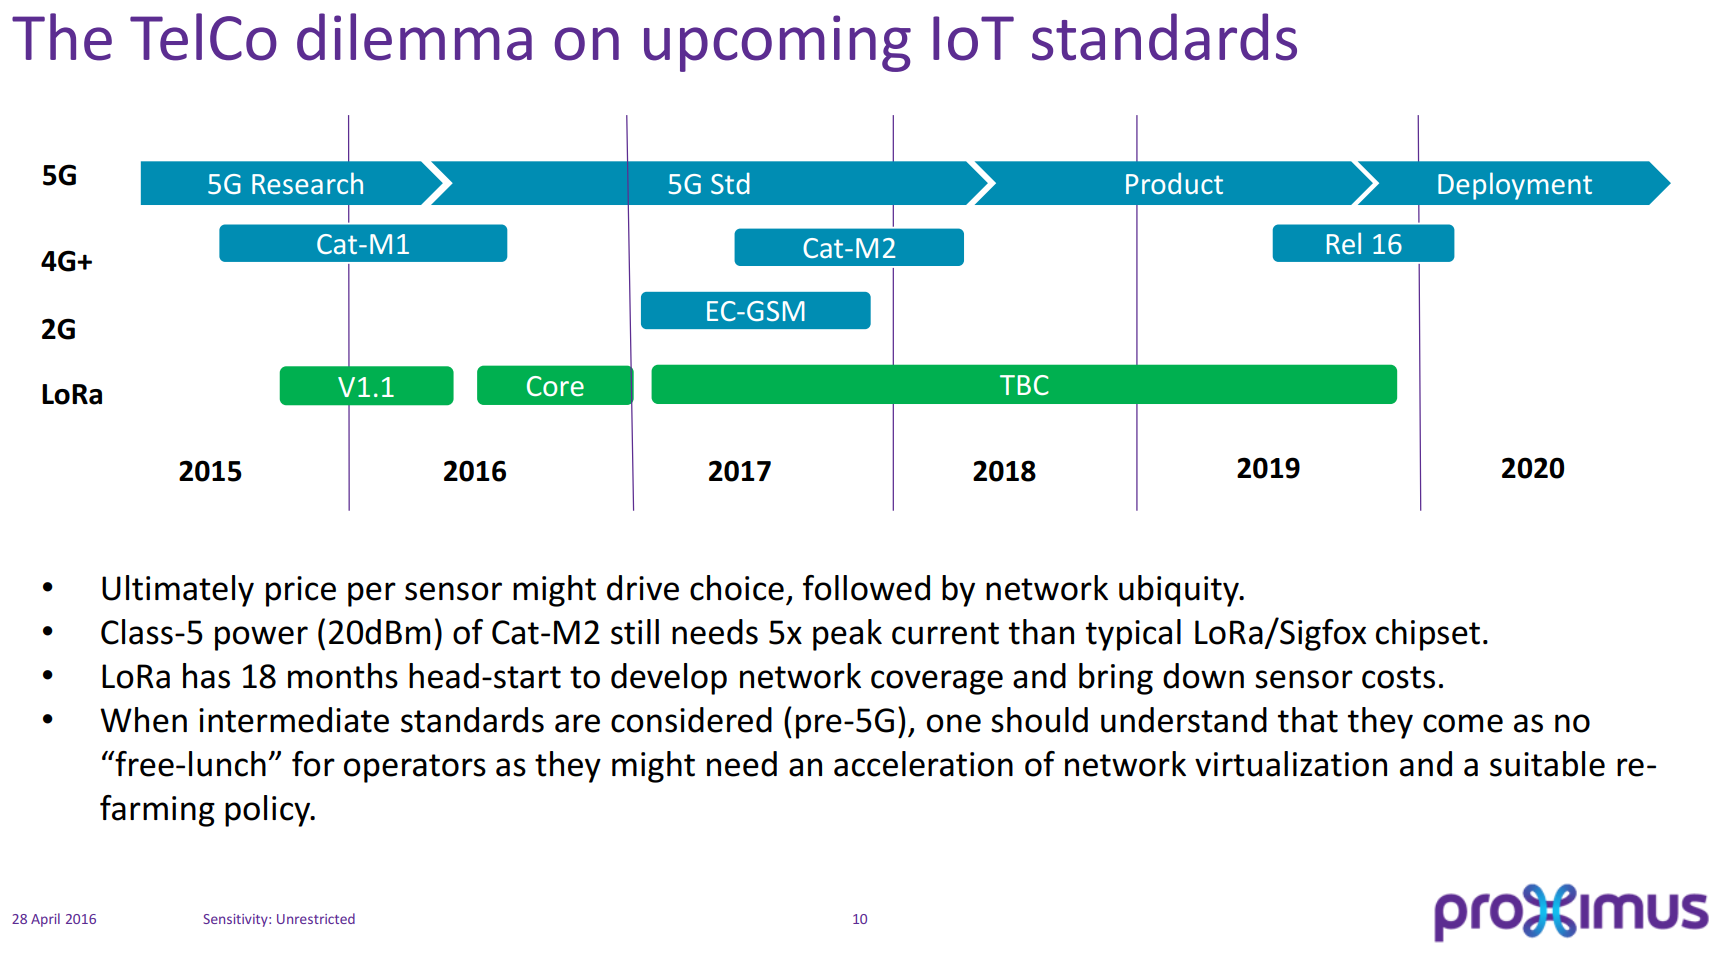 The TelCo dilemma on upcoming IoT standards
5G
5G Research
5G Std
Product
Deployment
4G+
Cat-M1
Cat-M2
Rel 16
2G
EC-GSM
LoRa
V1.1
Core
TBC
2015
2016
2017
2018
2019
2020
• Ultimately price per sensor might drive choice, followed by network ubiquity.
• Class-5 power (20dBm) of Cat-M2 still needs 5x peak current than typical LoRa/Sigfox chipset.
• LoRa has 18 months head-start to develop network coverage and bring down sensor costs.
• When intermediate standards are considered (pre-5G), one should understand that they come as no
“free-lunch” for operators as they might need an acceleration of network virtualization and a suitable re-
farming policy.
28 April 2016
Sensitivity: Unrestricted
10
proximus